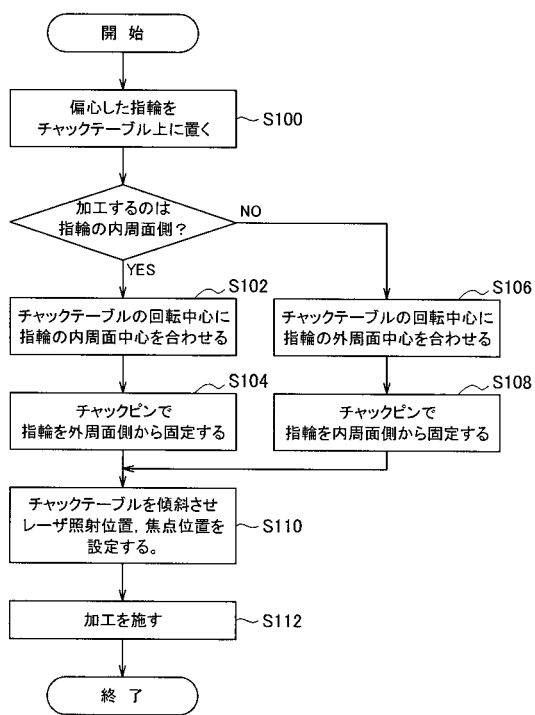 開 始
偏心した指輪を
チャックテーブル上に置く
S100
加工するのは
指輪の内周面側?
NO
YES
S102
チャックテーブルの回転中心に
指輪の内周面中心を合わせる
S106
チャックテーブルの回転中心に
指輪の外周面中心を合わせる
S104
チャックピンで
指輪を外周面側から固定する
S108
チャックピンで
指輪を内周面側から固定する
チャックテーブルを傾斜させ
レーザ照射位置，焦点位置を
設定する。
S110
加工を施す
S112
終 了